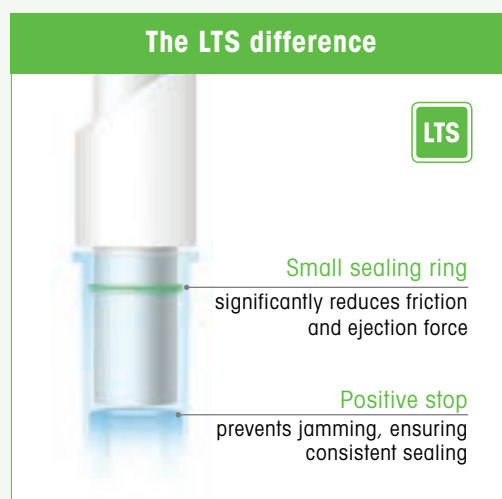 The LTS difference
LTS
Small sealing ring
significantly reduces friction
and ejection force
Positive stop
prevents jamming, ensuring
consistent sealing